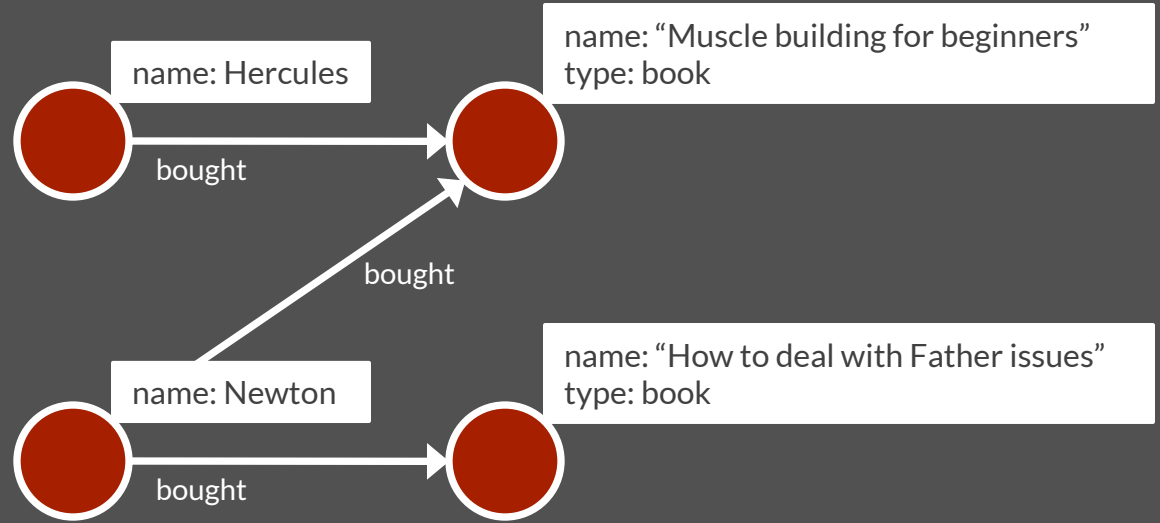 name: “Muscle building for beginners”
type: book
name: Hercules
bought
bought
name: “How to deal with Father issues”
type: book
name: Newton
bought